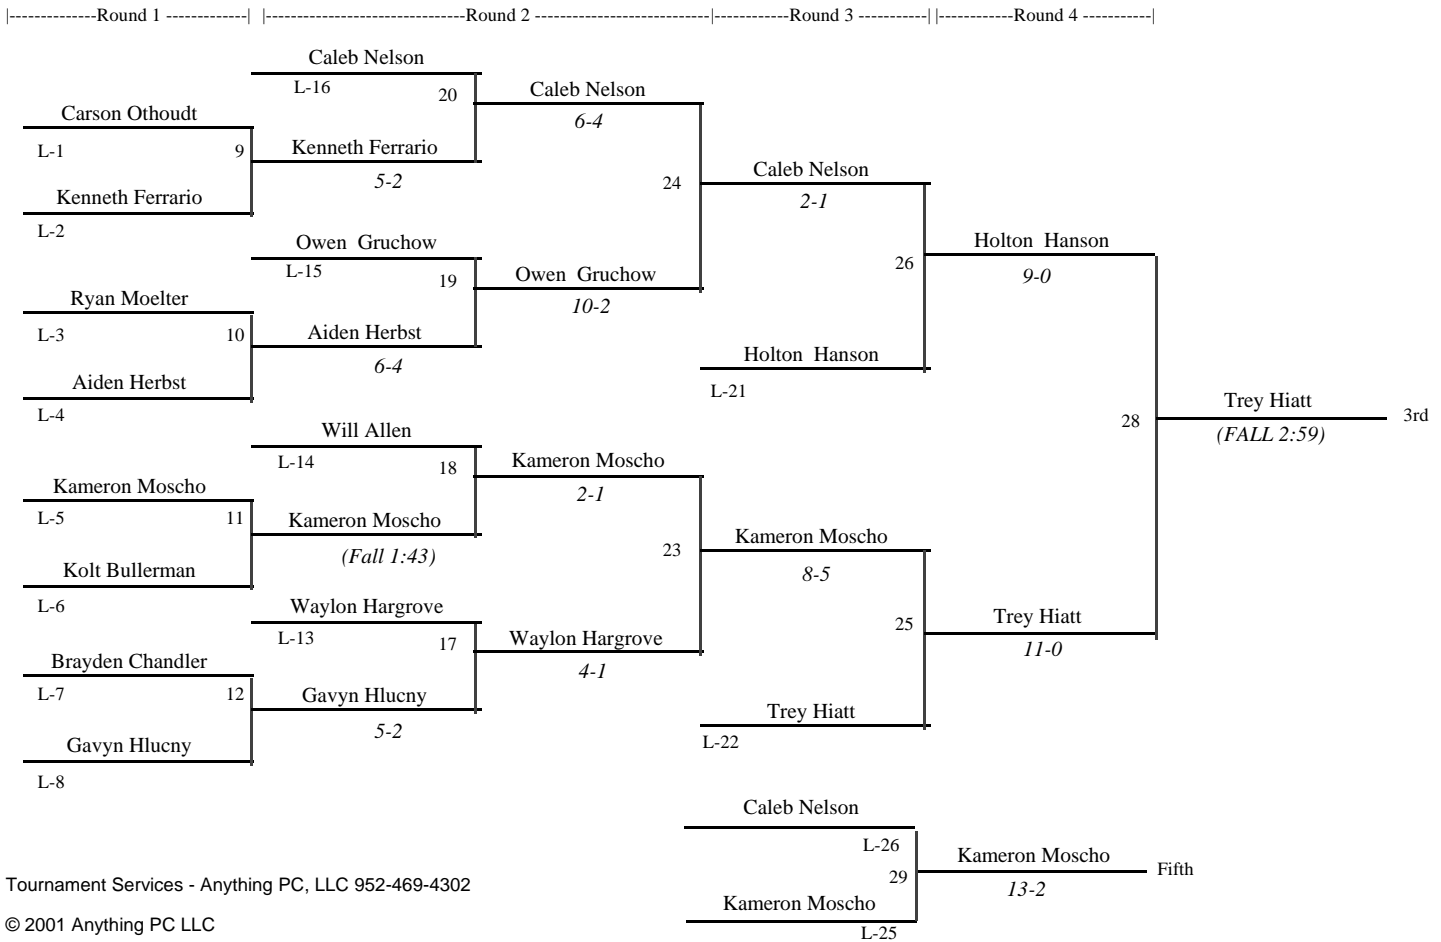 |-------------Round 1 -------------| |-----------------------------Round 2 -------------------------|-----------Round 3 ----------| |-----------Round 4 ----------|
Caleb Nelson
L-16
20
Caleb Nelson
6-4
Carson Othoudt
L-1
9
Kenneth Ferrario
5-2
Kenneth Ferrario
L-2
24
Caleb Nelson
2-1
Owen  Gruchow
L-15
19
Owen  Gruchow
10-2
Ryan Moelter
L-3
10
Aiden Herbst
6-4
Aiden Herbst
L-4
26
Holton  Hanson
9-0
Holton  Hanson
L-21
28
Trey Hiatt
(FALL 2:59)
3rd
Will Allen
L-14
18
Kameron Moscho
2-1
Kameron Moscho
L-5
11
Kameron Moscho
(Fall 1:43)
Kolt Bullerman
L-6
23
Kameron Moscho
8-5
Waylon Hargrove
L-13
17
Waylon Hargrove
4-1
Brayden Chandler
L-7
12
Gavyn Hlucny
5-2
Gavyn Hlucny
L-8
25
Trey Hiatt
11-0
Trey Hiatt
L-22
Caleb Nelson
L-26
29
Kameron Moscho
13-2
Fifth
Kameron Moscho
L-25
Tournament Services - Anything PC, LLC 952-469-4302
© 2001 Anything PC LLC